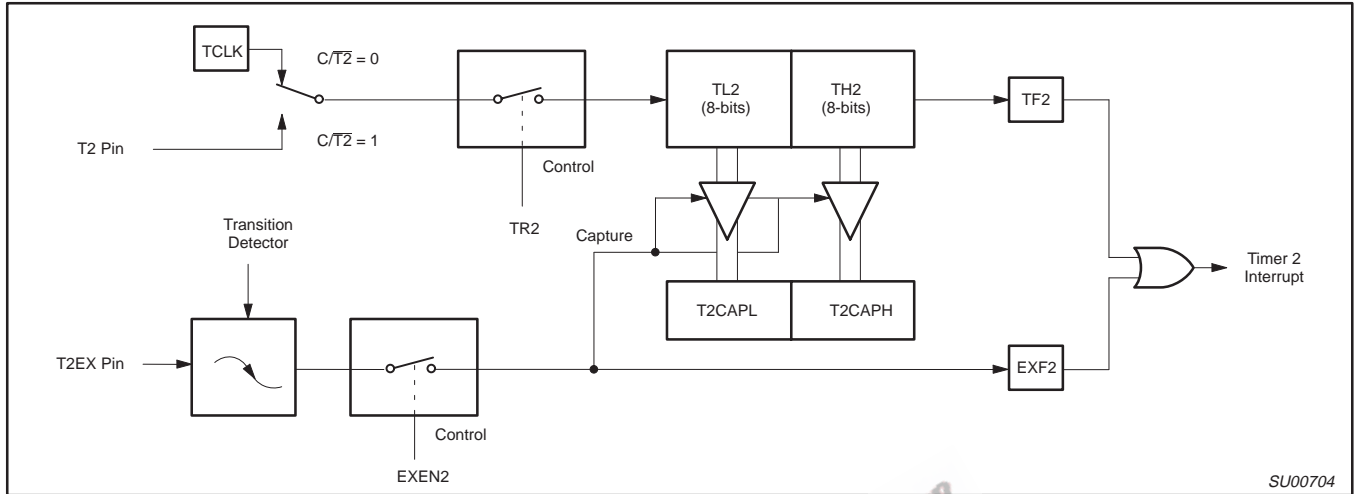 TCLK
C/T2 = 0
T2 Pin
C/T2 = 1
Control
TR2
TL2
(8-bits)
TH2
(8-bits)
TF2
Transition
Detector
Capture
T2CAPL
T2CAPH
Timer 2
Interrupt
T2EX Pin
Control
EXEN2
EXF2
SU00704